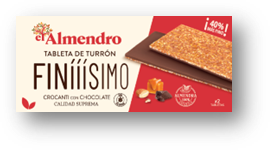 el Almendro
TABLETA DE TURRÓN
FINÍÍÍSIMO
CROCANTI CON CHOCOLATE
CALIDAD SUPREMA
¡40%